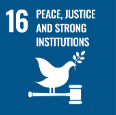 16 PEACE, JUSTICE
AND STRONG
INSTITUTIONS